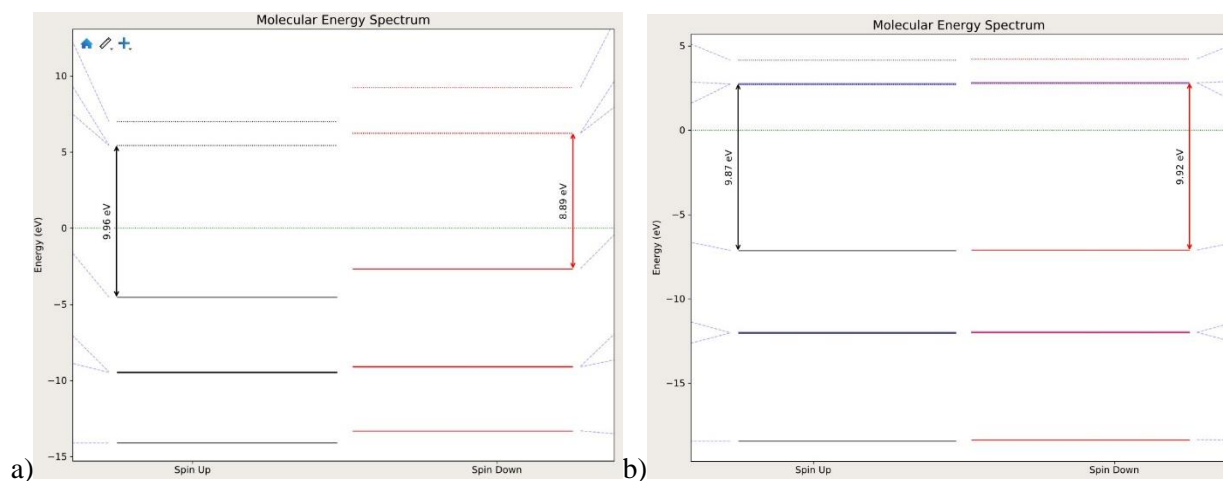 Molecular Energy Spectrum
10
5
0
−5
−10
−15
Energy (eV)
9.96 eV
8.89 eV
Spin Up
Spin Down
a)
Molecular Energy Spectrum
5
0
−5
−10
−15
Energy (eV)
9.87 eV
9.92 eV
Spin Up
Spin Down
b)